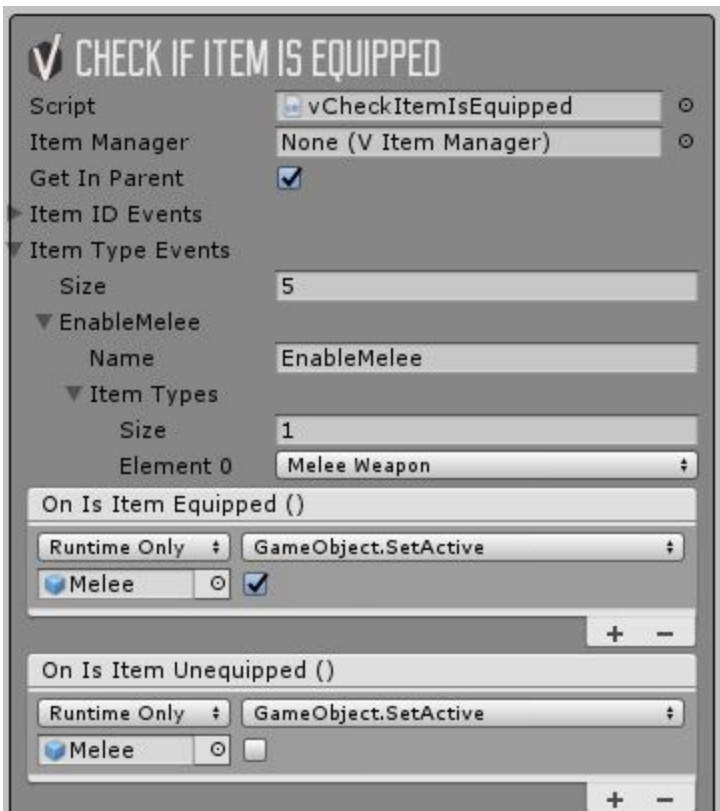 CHECK IF ITEM IS EQUIPPED
Script vCheckItemIsEquipped
Item Manager None (V Item Manager)
Get In Parent
Item ID Events
Item Type Events
Size 5
EnableMelee
Name EnableMelee
Item Types
Size 1
Element 0 Melee Weapon
On Is Item Equipped ()
Runtime Only GameObject.SetActive
Melee
+ −
On Is Item Unequipped ()
Runtime Only GameObject.SetActive
Melee
+ −